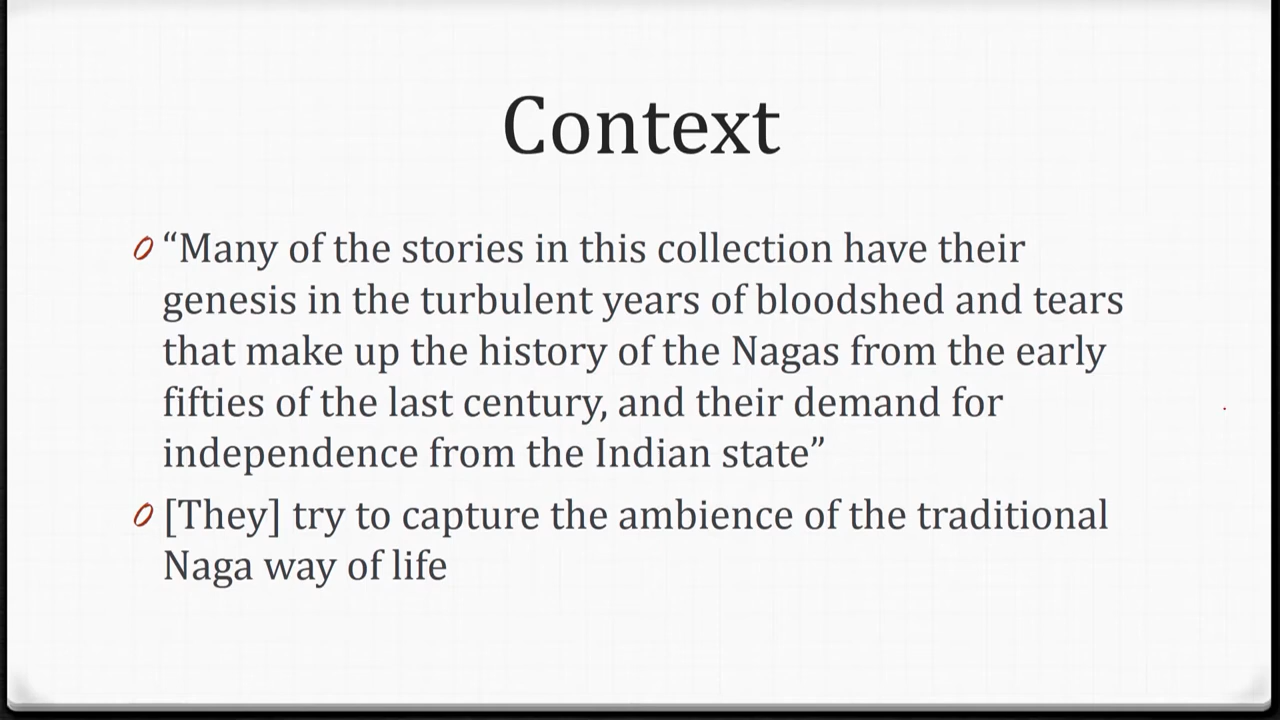 Context
“Many of the stories in this collection have their
genesis in the turbulent years of bloodshed and tears
that make up the history of the Nagas from the early
fifties of the last century, and their demand for
independence from the Indian state”
[They] try to capture the ambience of the traditional
Naga way of life